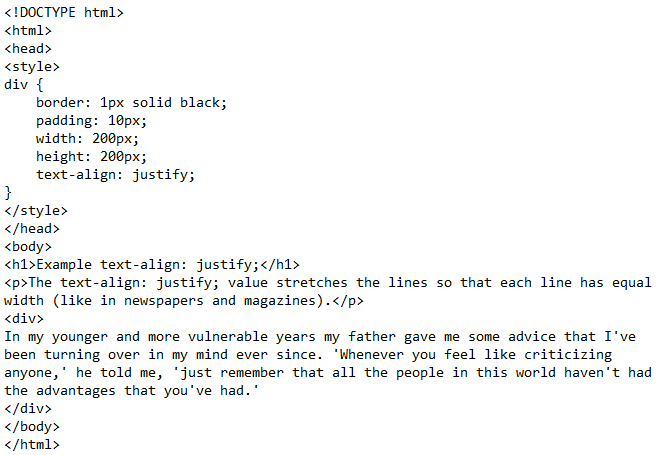 <!DOCTYPE html>
<html>
<head>
<style>
div {
    border: 1px solid black;
    padding: 10px;
    width: 200px;
    height: 200px;
    text-align: justify;
}
</style>
</head>
<body>
<h1>Example text-align: justify;</h1>
<p>The text-align: justify; value stretches the lines so that each line has equal
width (like in newspapers and magazines).</p>
<div>
In my younger and more vulnerable years my father gave me some advice that I've
been turning over in my mind ever since. 'Whenever you feel like criticizing
anyone,' he told me, 'just remember that all the people in this world haven't had
the advantages that you've had.'
</div>
</body>
</html>